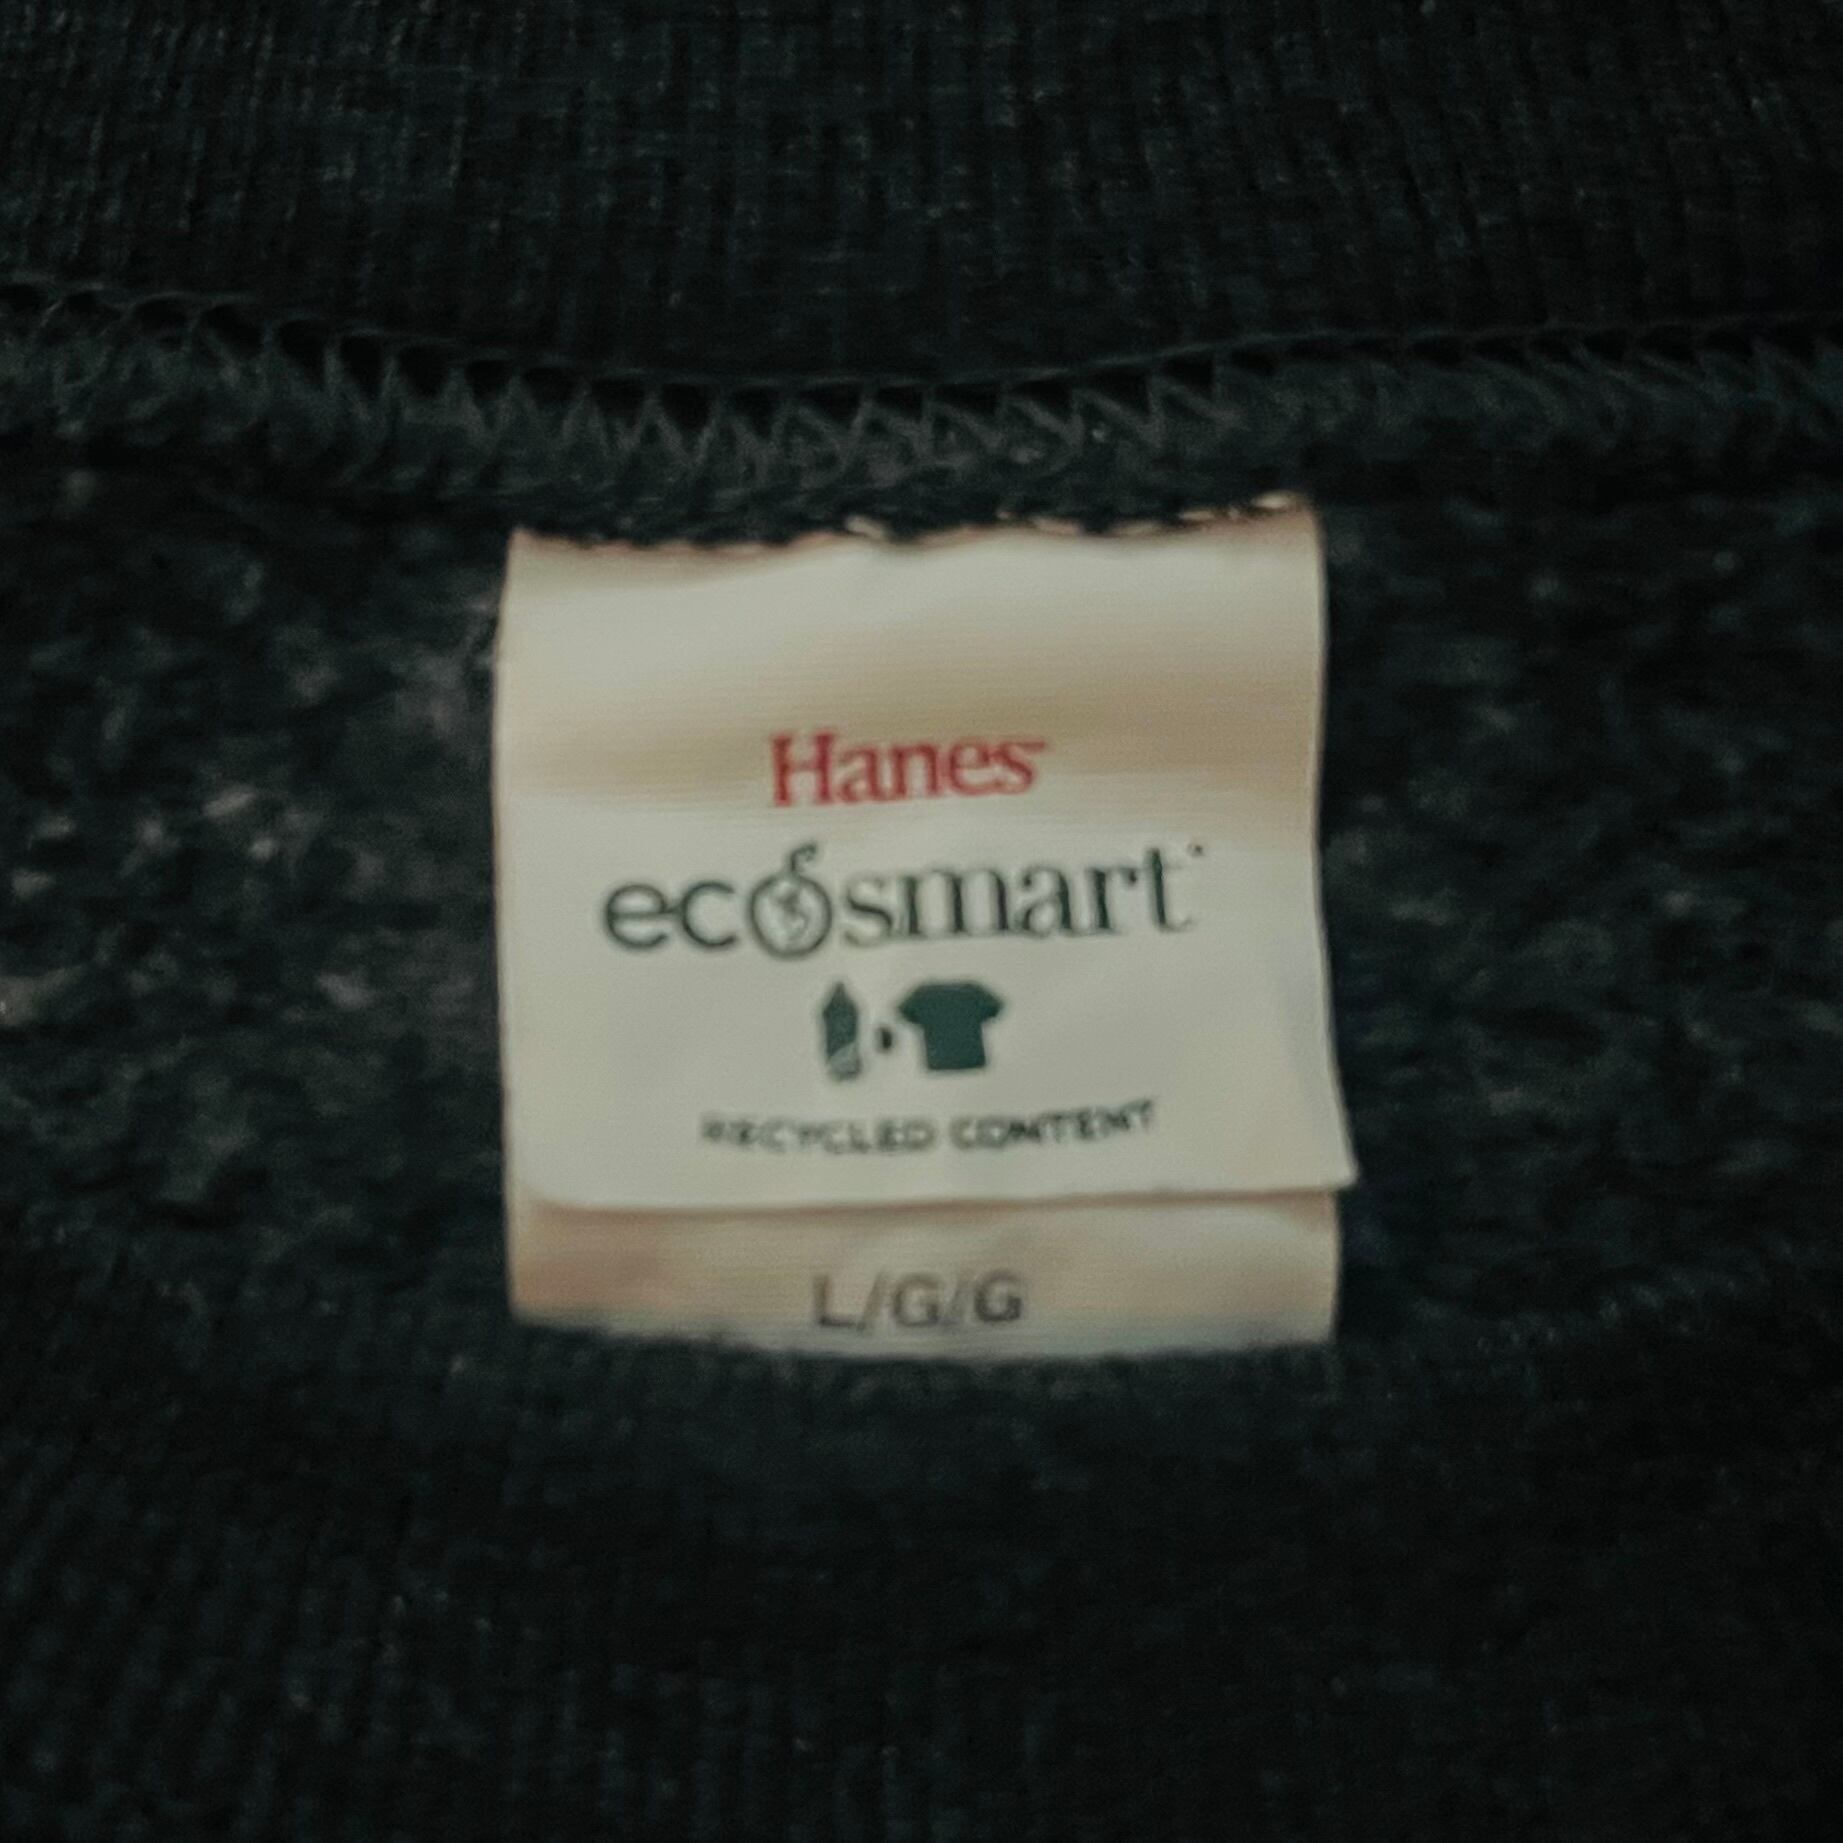 Hanes
ecosmart
RECYCLED CONTENT
L/G/G